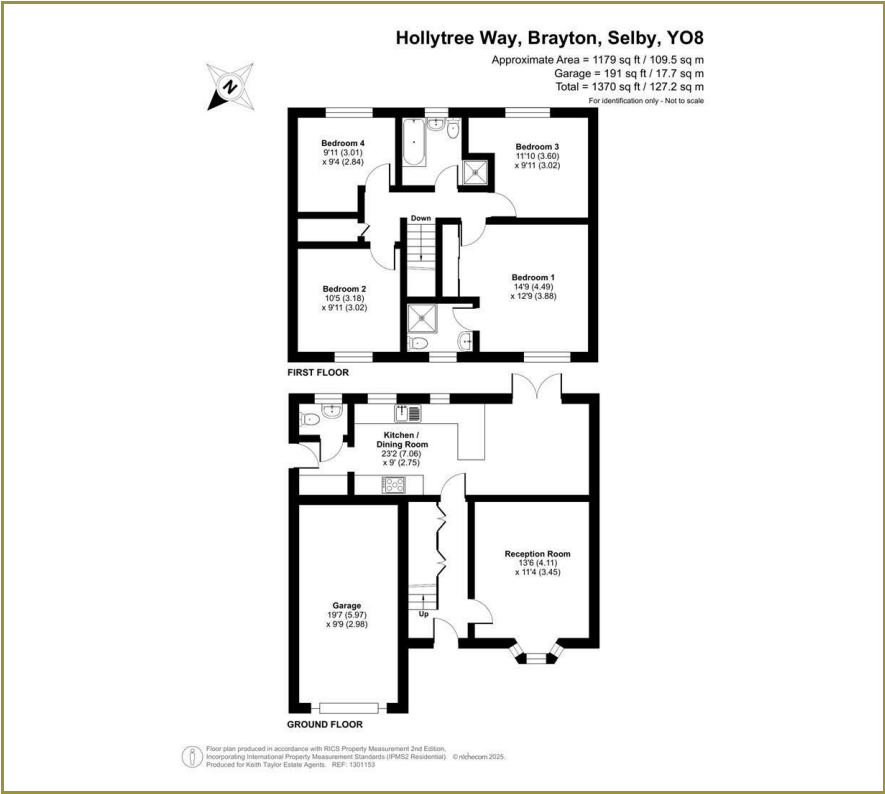 Hollytree Way, Brayton, Selby, YO8
Approximate Area = 1179 sq ft / 109.5 sq m
Garage = 191 sq ft / 17.7 sq m
Total = 1370 sq ft / 127.2 sq m
For identification only - Not to scale
N
Bedroom 4
9'11 (3.01)
x 9'4 (2.84)
Bedroom 3
11'10 (3.60)
x 9'11 (3.02)
Down
Bedroom 2
10'5 (3.18)
x 9'11 (3.02)
Bedroom 1
14'9 (4.49)
x 12'9 (3.88)
FIRST FLOOR
Kitchen /
Dining Room
23'2 (7.06)
x 9' (2.75)
Reception Room
13'6 (4.11)
x 11'4 (3.45)
Garage
19'7 (5.97)
x 9'9 (2.98)
Up
GROUND FLOOR
Floor plan produced in accordance with RICS Property Measurement 2nd Edition,
Incorporating International Property Measurement Standards (IPMS2 Residential). © nichecom 2025.
Produced for Keith Taylor Estate Agents. REF: 1301153